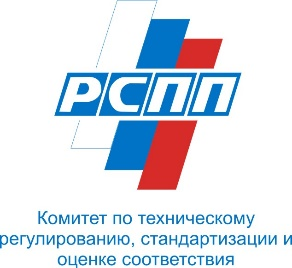 РСПП
Комитет по техническому
регулированию, стандартизации и
оценке соответствия